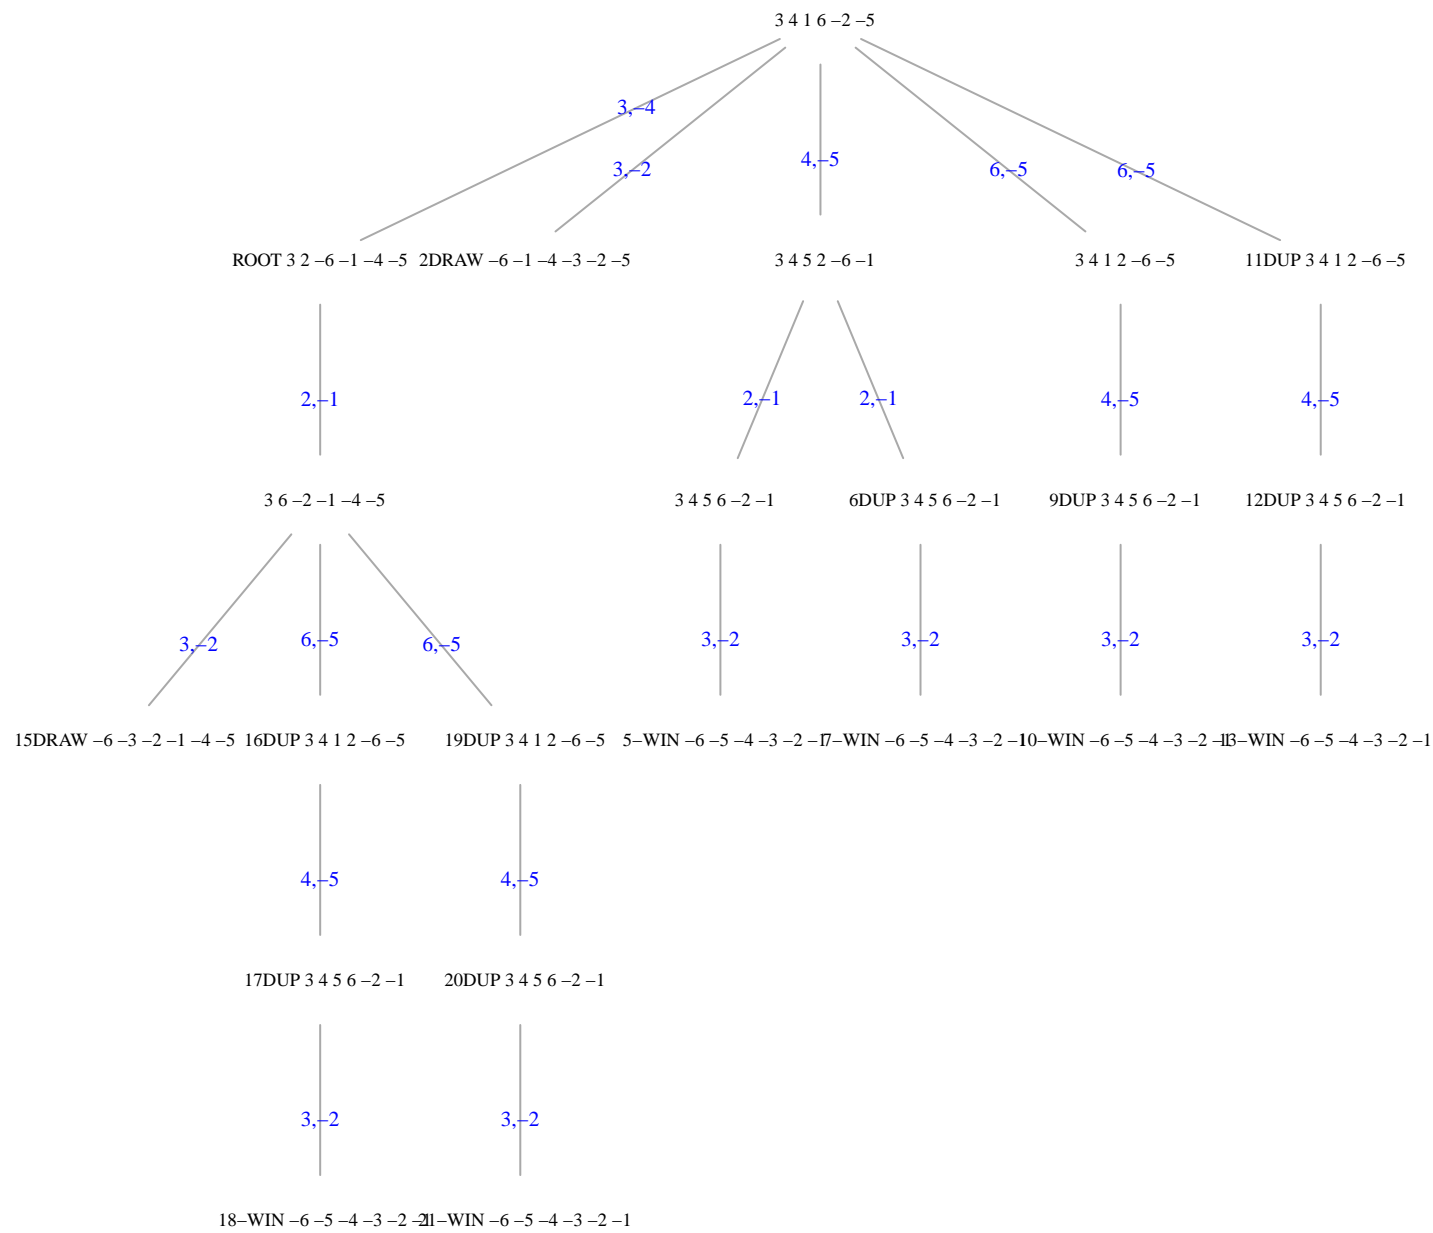 3 4 1 6 –2 –5
3,–4
3,–2
4,–5
6,–5
6,–5
ROOT 3 2 –6 –1 –4 –5
2DRAW –6 –1 –4 –3 –2 –5
3 4 5 2 –6 –1
3 4 1 2 –6 –5
11DUP 3 4 1 2 –6 –5
2,–1
2,–1
2,–1
4,–5
4,–5
3 6 –2 –1 –4 –5
3 4 5 6 –2 –1
6DUP 3 4 5 6 –2 –1
9DUP 3 4 5 6 –2 –1
12DUP 3 4 5 6 –2 –1
3,–2
6,–5
6,–5
3,–2
3,–2
3,–2
3,–2
15DRAW –6 –3 –2 –1 –4 –5
16DUP 3 4 1 2 –6 –5
19DUP 3 4 1 2 –6 –5
5–WIN –6 –5 –4 –3 –2 –1
7–WIN –6 –5 –4 –3 –2 –1
10–WIN –6 –5 –4 –3 –2 –1
13–WIN –6 –5 –4 –3 –2 –1
4,–5
4,–5
17DUP 3 4 5 6 –2 –1
20DUP 3 4 5 6 –2 –1
3,–2
3,–2
18–WIN –6 –5 –4 –3 –2 –1
21–WIN –6 –5 –4 –3 –2 –1